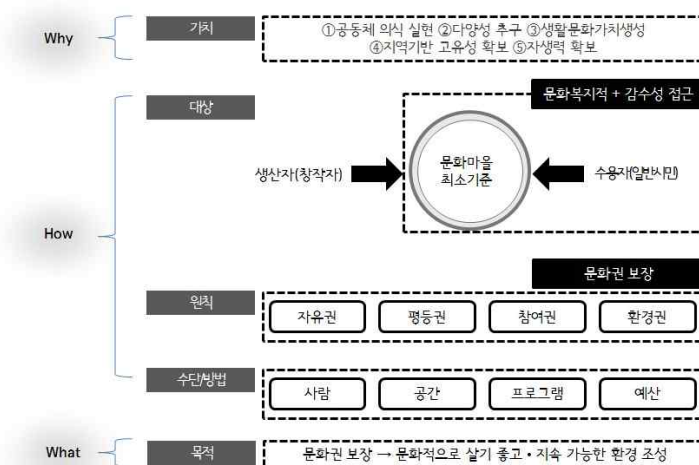 Why
가치
①공동체 의식 실현 ②다양성 추구 ③생활문화가치생성
④지역기반 고유성 확보 ⑤자생력 확보
How
대상
문화복지적 + 감수성 접근
생산자(창작자)
문화마을
최소기준
수용자(일반시민)
문화권 보장
원칙
자유권
평등권
참여권
환경권
수단/방법
사람
공간
프로그램
예산
What
목적
문화권 보장 → 문화적으로 살기 좋고·지속 가능한 환경 조성